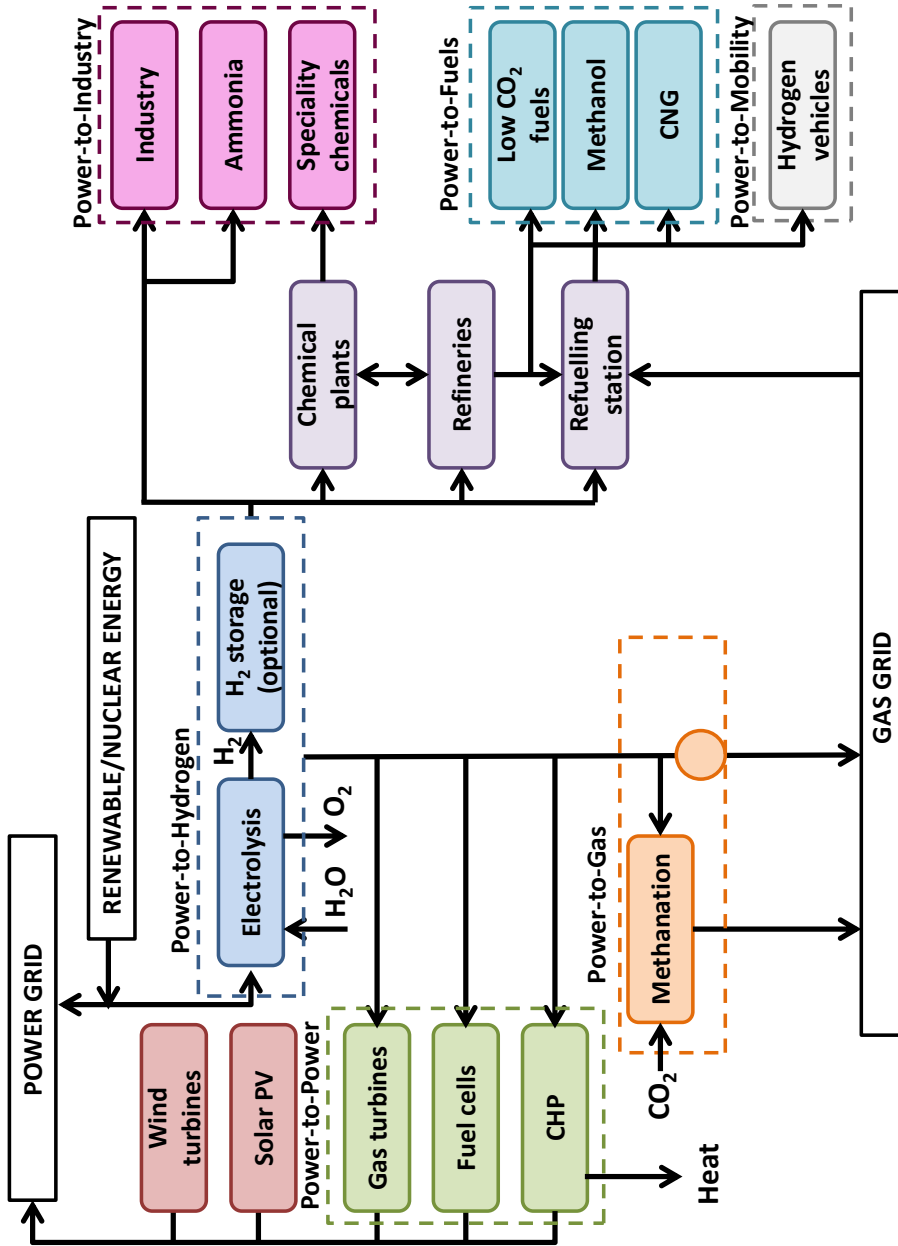 POWER GRID
RENEWABLE/NUCLEAR ENERGY
Wind
turbines
Solar PV
Power-to-Power
Gas turbines
Fuel cells
CHP
Heat
Power-to-Hydrogen
Electrolysis
H₂
H₂ storage
(optional)
H₂O
O₂
Power-to-Gas
Methanation
CO₂
GAS GRID
Chemical
plants
Refineries
Refuelling
station
Power-to-Industry
Industry
Ammonia
Speciality
chemicals
Power-to-Fuels
Low CO₂
fuels
Methanol
CNG
Power-to-Mobility
Hydrogen
vehicles